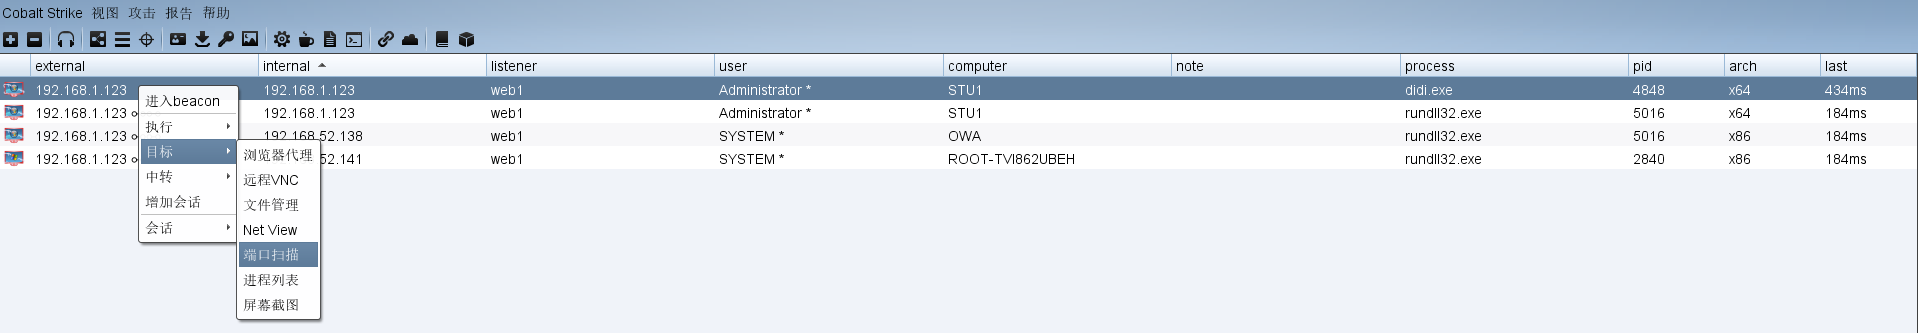 Cobalt Strike 视图 攻击 报告 帮助
external internal listener user computer note process pid arch last
192.168.1.123 192.168.1.123 web1 Administrator * STU1 didi.exe 4848 x64 434ms
进入beacon
192.168.1.123 192.168.1.123 web1 Administrator * STU1 rundll32.exe 5016 x64 184ms
执行
192.168.1.123 192.168.52.138 web1 SYSTEM * OWA rundll32.exe 5016 x86 184ms
目标
浏览器代理
192.168.1.123 52.141 web1 SYSTEM * ROOT-TVI862UBEH rundll32.exe 2840 x86 184ms
中转
远程VNC
增加会话
文件管理
会话
Net View
端口扫描
进程列表
屏幕截图